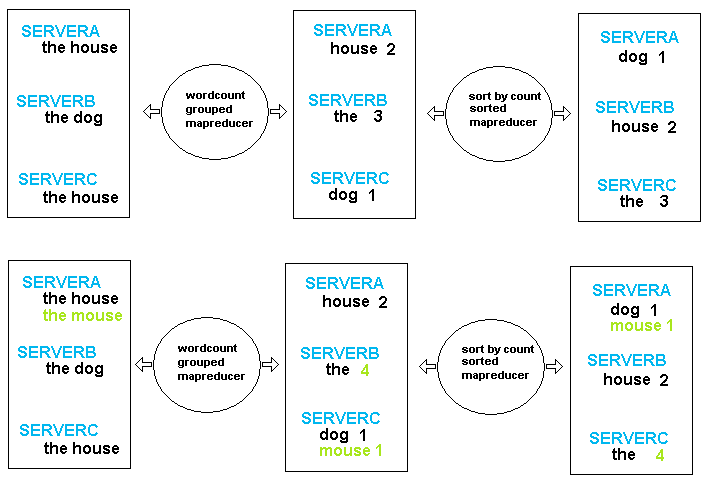 SERVERA
the house
SERVERB
the dog
SERVERC
the house
wordcount
grouped
mapreducer
SERVERA
house 2
SERVERB
the 3
SERVERC
dog 1
sort by count
sorted
mapreducer
SERVERA
dog 1
SERVERB
house 2
SERVERC
the 3
SERVERA
the house
the mouse
SERVERB
the dog
SERVERC
the house
wordcount
grouped
mapreducer
SERVERA
house 2
SERVERB
the 4
SERVERC
dog 1
mouse 1
sort by count
sorted
mapreducer
SERVERA
dog 1
mouse 1
SERVERB
house 2
SERVERC
the 4